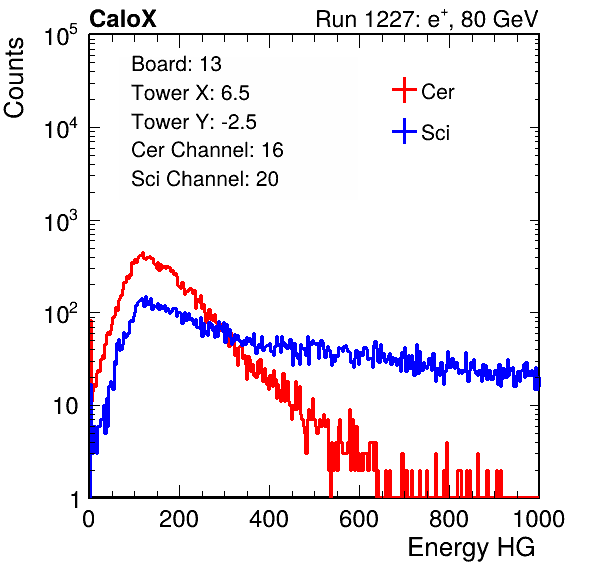 CaloX Run 1227: e⁺, 80 GeV
Counts
10⁵
10⁴
10³
10²
10
1
Board: 13
Tower X: 6.5
Tower Y: -2.5
Cer Channel: 16
Sci Channel: 20
Cer
Sci
0 200 400 600 800 1000
Energy HG